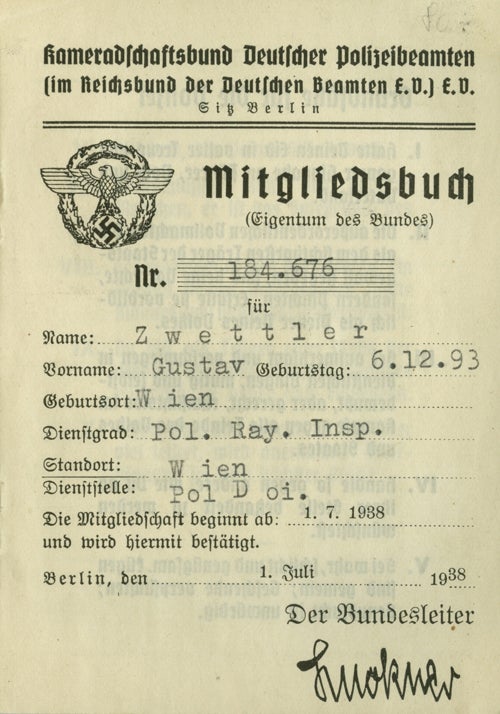 Kameradschaftsbund Deutscher Polizeibeamten
(im Reichsbund der Deutschen Beamten E.V.) E.V.
Sitz Berlin
Mitgliedsbuch
(Eigentum des Bundes)
Nr. 184.676
für
Name: Zwettler
Vorname: Gustav Geburtstag: 6.12.93
Geburtsort: Wien
Dienstgrad: Pol. Ray. Insp.
Standort: Wien
Dienststelle: Pol D oi.
Die Mitgliedschaft beginnt ab: 1. 7. 1938
und wird hiermit bestätigt.
Berlin, den 1. Juli 1938
Der Bundesleiter